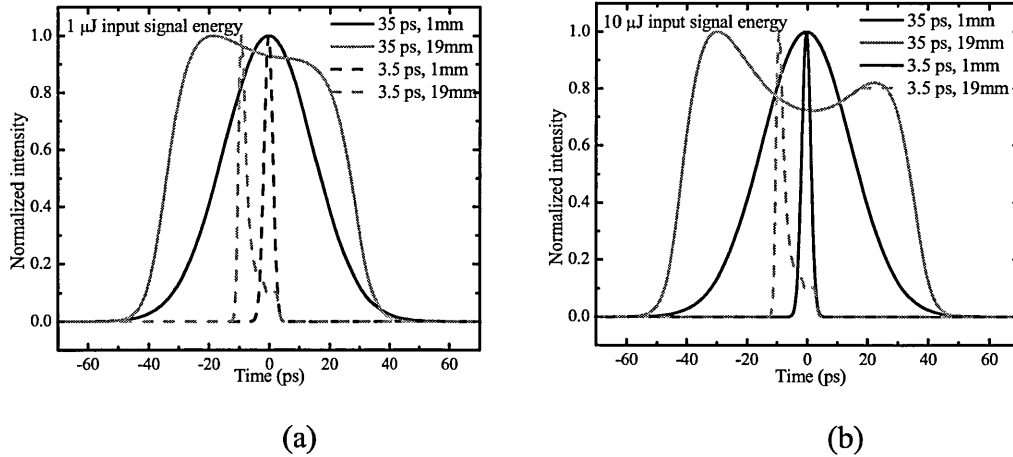 1 μJ input signal energy
35 ps, 1mm
35 ps, 19mm
3.5 ps, 1mm
3.5 ps, 19mm
Normalized intensity
1.0
0.8
0.6
0.4
0.2
0.0
-60 -40 -20 0 20 40 60
Time (ps)
(a)
10 μJ input signal energy
35 ps, 1mm
35 ps, 19mm
3.5 ps, 1mm
3.5 ps, 19mm
Normalized intensity
1.0
0.8
0.6
0.4
0.2
0.0
-60 -40 -20 0 20 40 60
Time (ps)
(b)